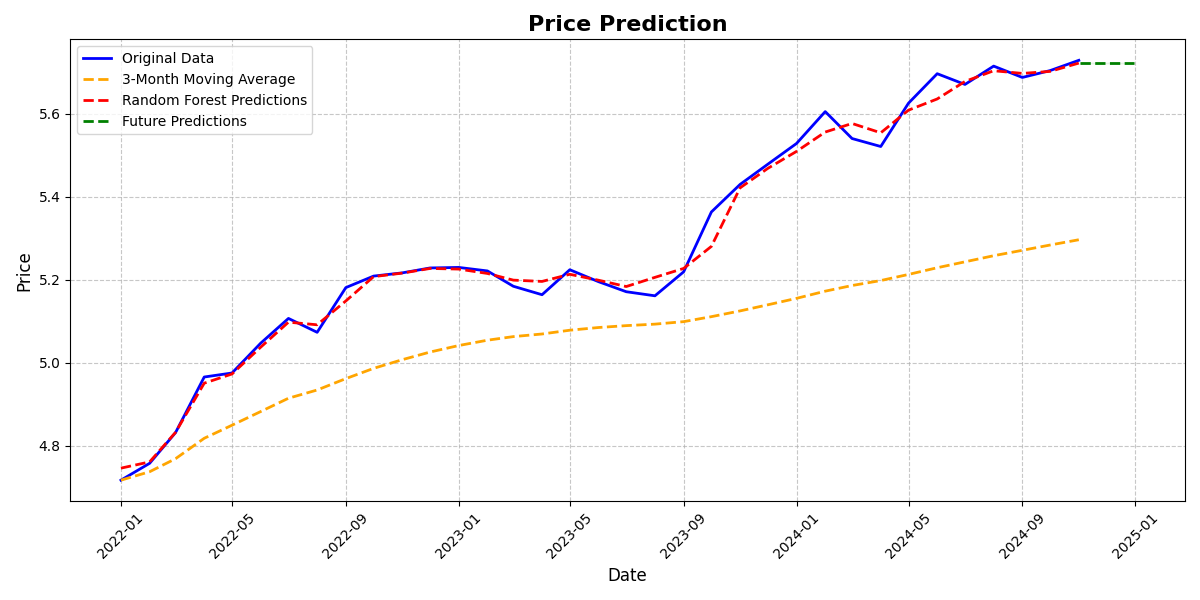 Price Prediction
Original Data
3-Month Moving Average
Random Forest Predictions
Future Predictions
Price
5.6
5.4
5.2
5.0
4.8
2022-01
2022-05
2022-09
2023-01
2023-05
2023-09
2024-01
2024-05
2024-09
2025-01
Date